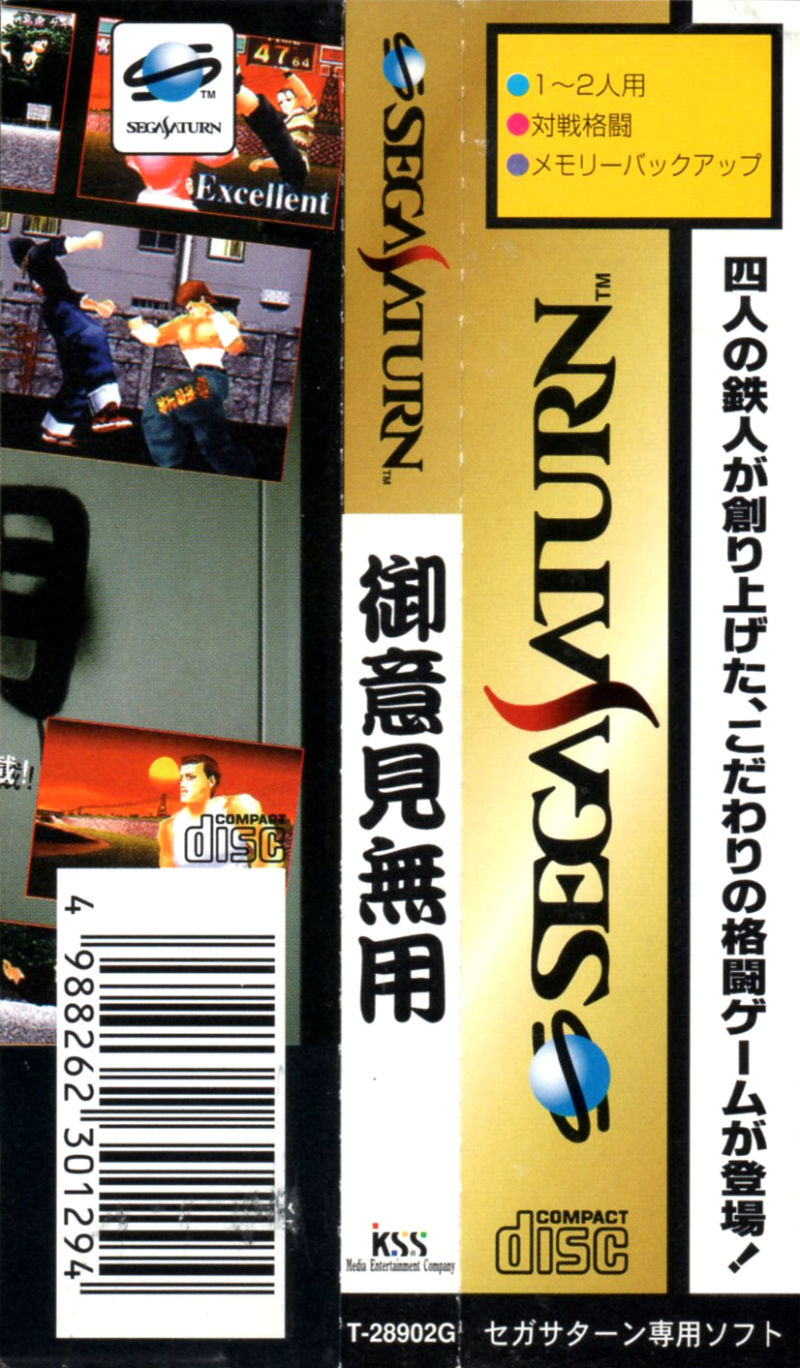 47 64
Excellent
TM
SEGA SATURN
載!
COMPACT
disc
4 988262 301294
SEGA SATURN
TM
御意見無用
KSS
Media Entertainment Company
T-28902G
1〜2人用
対戦格闘
メモリーバックアップ
SEGA SATURN
TM
COMPACT
disc
四人の鉄人が創り上げた、こだわりの格闘ゲームが登場!
セガサターン専用ソフト